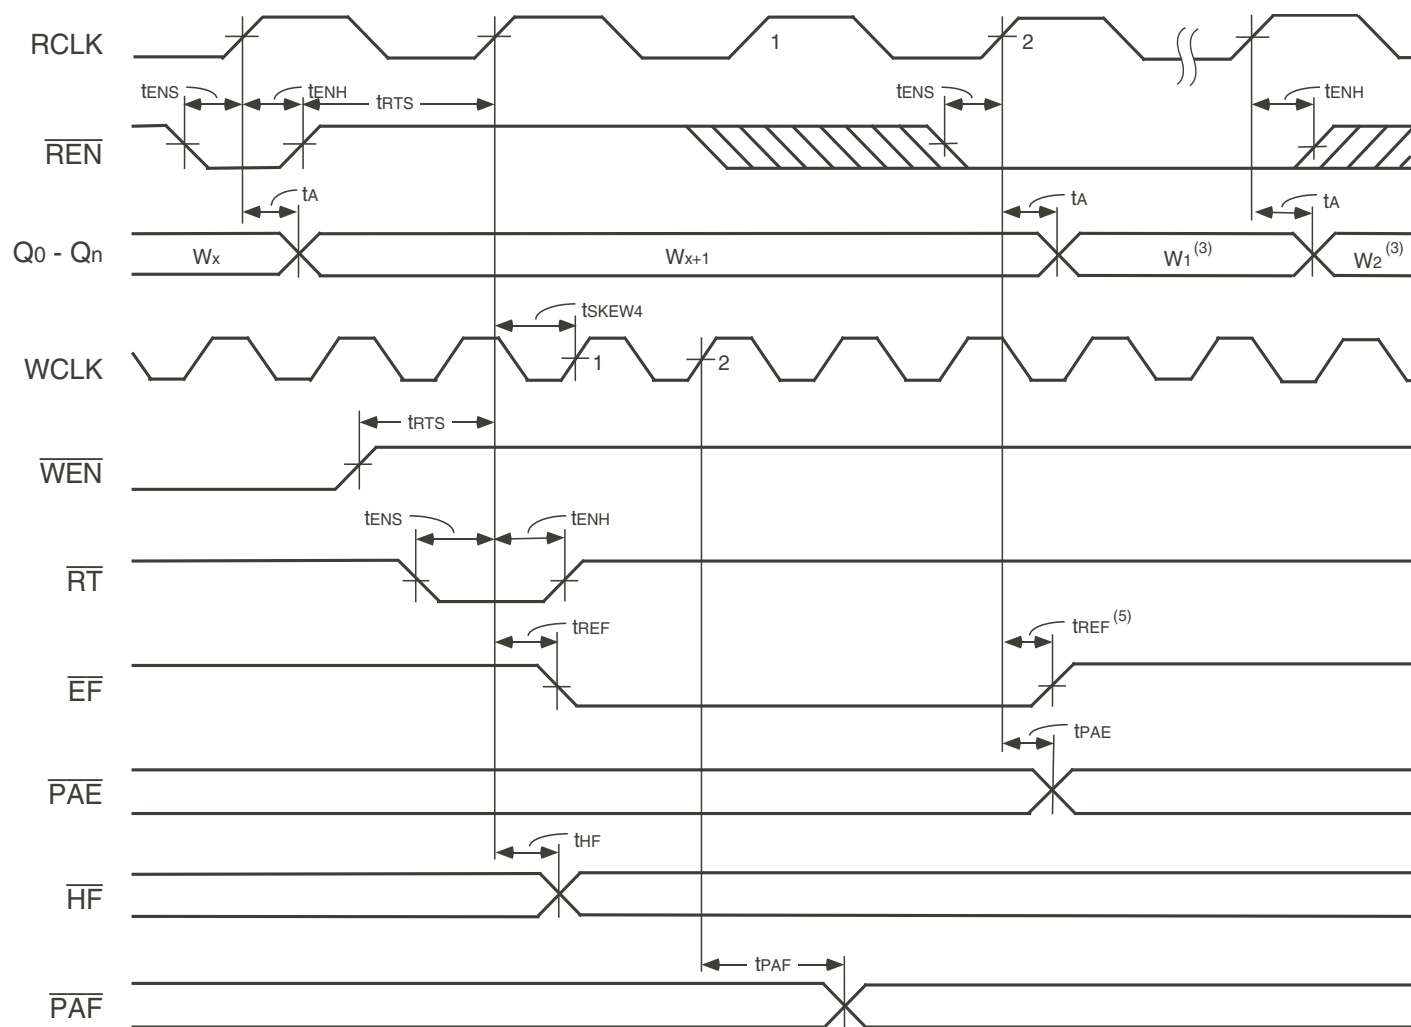 RCLK 1 2
tENS tENH tRTS tENS tENH
REN
tA tA tA
Q0 - Qn Wx Wx+1 W1(3) W2(3)
tSKEW4
WCLK 1 2
tRTS
WEN
tENS tENH
RT
tREF tREF(5)
EF
tPAE
PAE
tHF
HF
tPAF
PAF